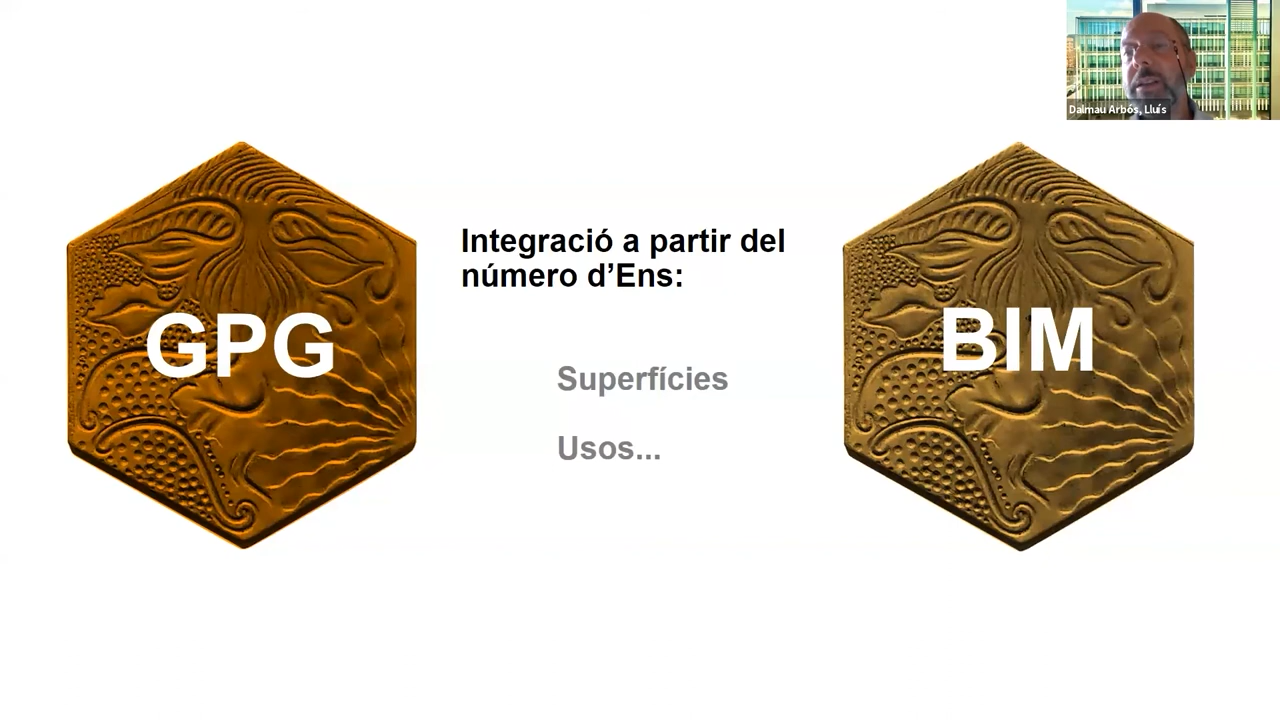 Dalmau Arbós, Lluís
Integració a partir del
número d’Ens:
GPG
BIM
Superfícies
Usos...